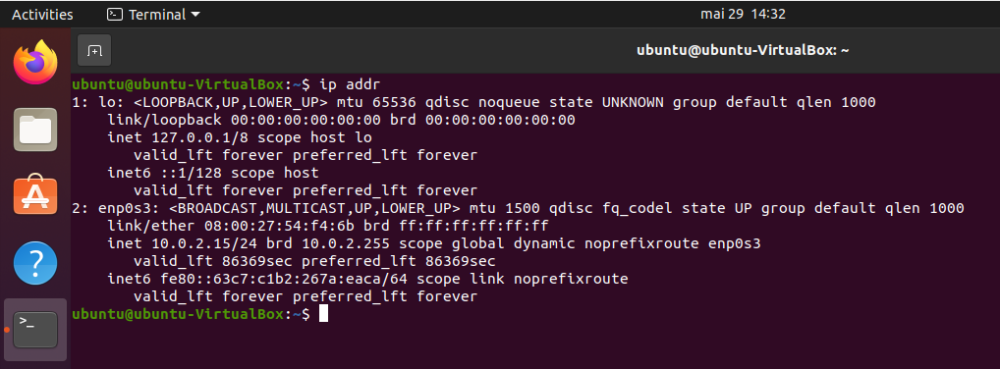 Activities
Terminal
mai 29 14:32
ubuntu@ubuntu-VirtualBox: ~
ubuntu@ubuntu-VirtualBox:~$ ip addr
1: lo: <LOOPBACK,UP,LOWER_UP> mtu 65536 qdisc noqueue state UNKNOWN group default qlen 1000
    link/loopback 00:00:00:00:00:00 brd 00:00:00:00:00:00
    inet 127.0.0.1/8 scope host lo
       valid_lft forever preferred_lft forever
    inet6 ::1/128 scope host
       valid_lft forever preferred_lft forever
2: enp0s3: <BROADCAST,MULTICAST,UP,LOWER_UP> mtu 1500 qdisc fq_codel state UP group default qlen 1000
    link/ether 08:00:27:54:f4:6b brd ff:ff:ff:ff:ff:ff
    inet 10.0.2.15/24 brd 10.0.2.255 scope global dynamic noprefixroute enp0s3
       valid_lft 86369sec preferred_lft 86369sec
    inet6 fe80::63c7:c1b2:267a:eaca/64 scope link noprefixroute
       valid_lft forever preferred_lft forever
ubuntu@ubuntu-VirtualBox:~$